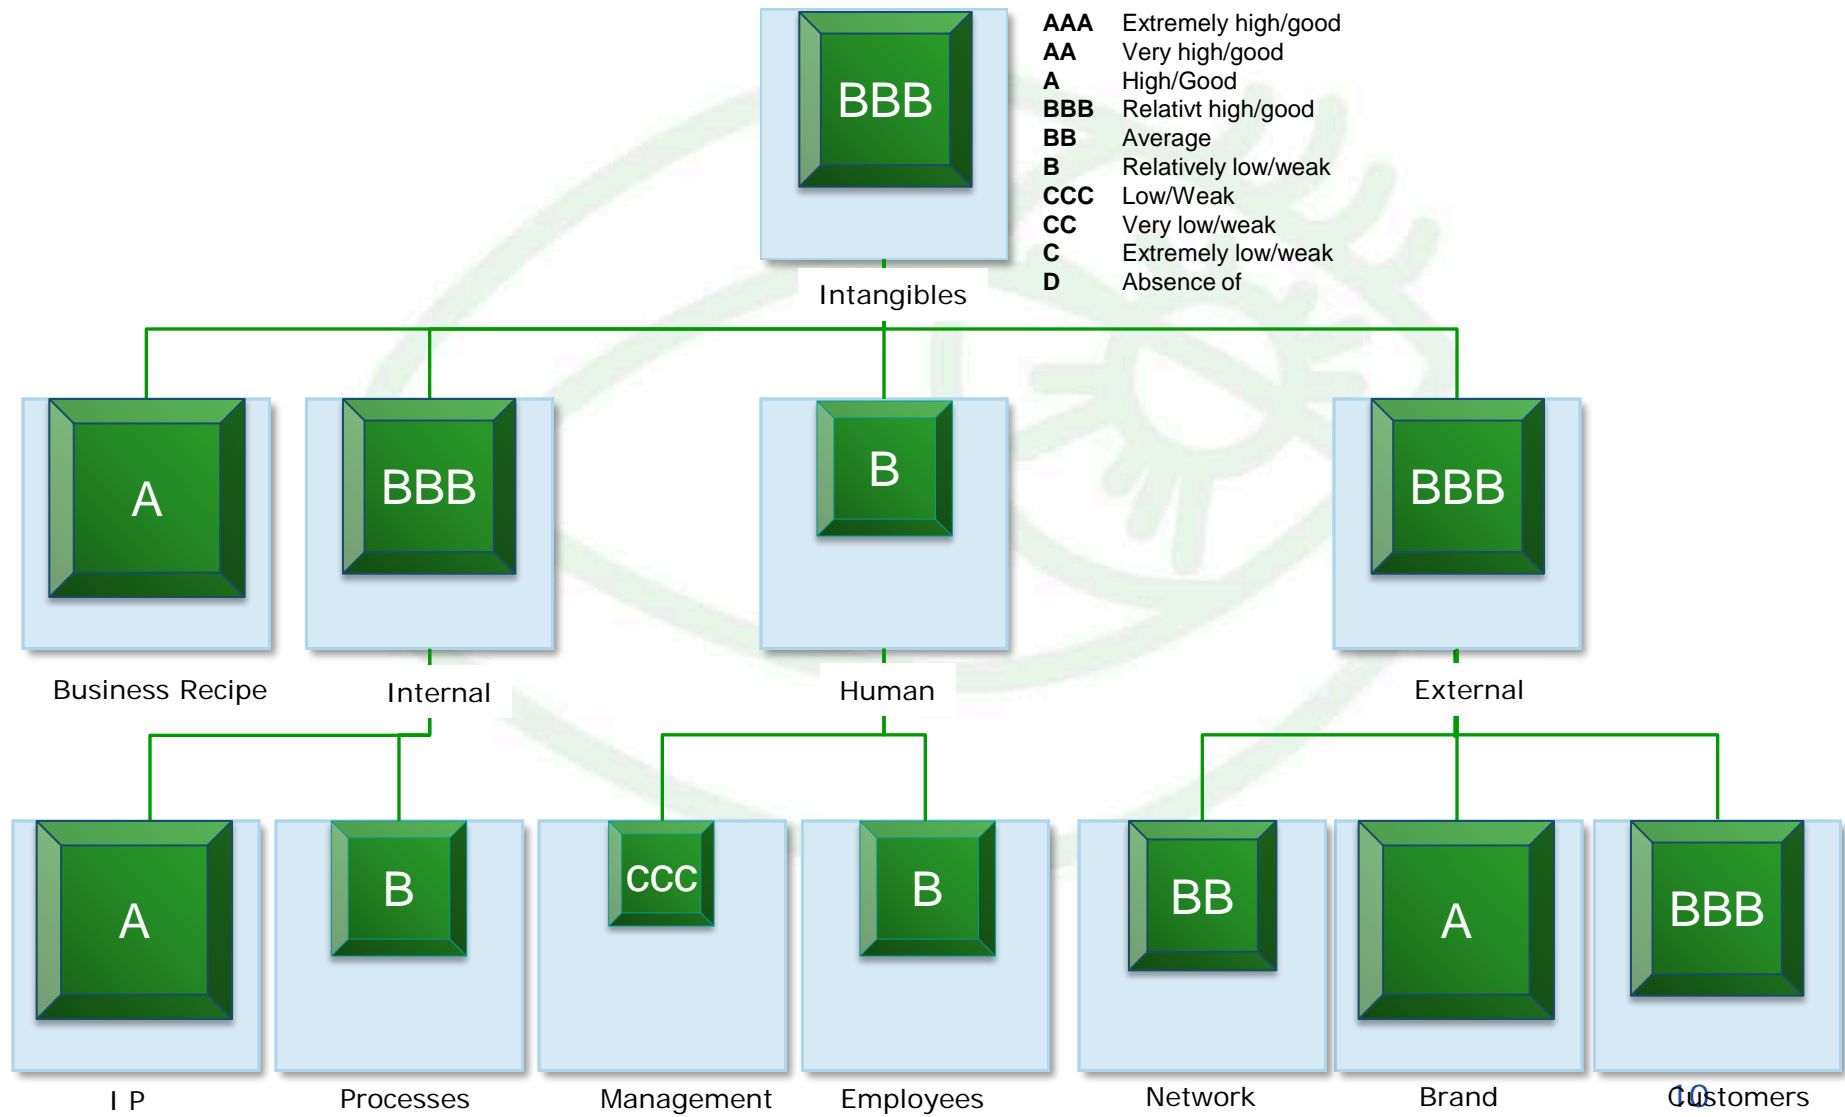 BBB
AAA Extremely high/good
AA Very high/good
A High/Good
BBB Relativt high/good
BB Average
B Relatively low/weak
CCC Low/Weak
CC Very low/weak
C Extremely low/weak
D Absence of
Intangibles
A
BBB
B
BBB
Business Recipe
Internal
Human
External
A
B
CCC
B
BB
A
BBB
I P
Processes
Management
Employees
Network
Brand
Customers
10